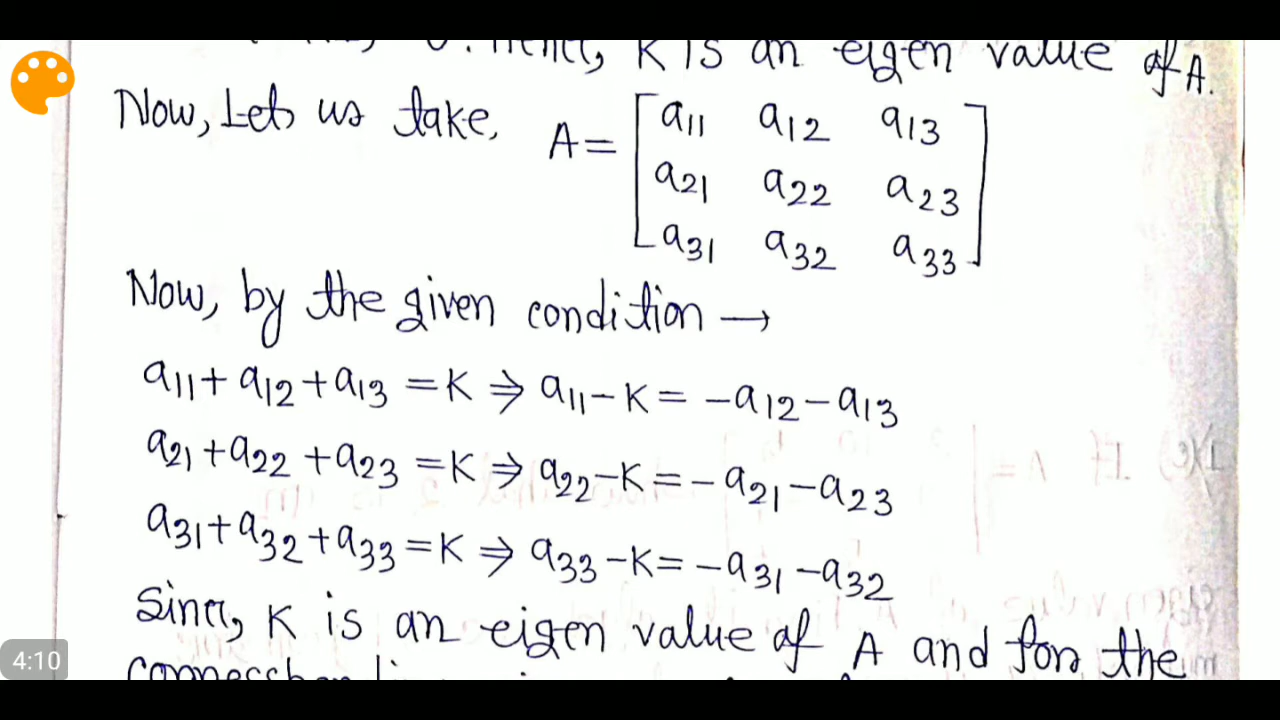 K is an eigen value of A.
Now, Let us take, A = [ a11 a12 a13
a21 a22 a23
a31 a32 a33 ]
Now, by the given condition →
a11 + a12 + a13 = K ⇒ a11 - K = -a12 - a13
a21 + a22 + a23 = K ⇒ a22 - K = -a21 - a23
a31 + a32 + a33 = K ⇒ a33 - K = -a31 - a32
Since, K is an eigen value of A and for the
4:10